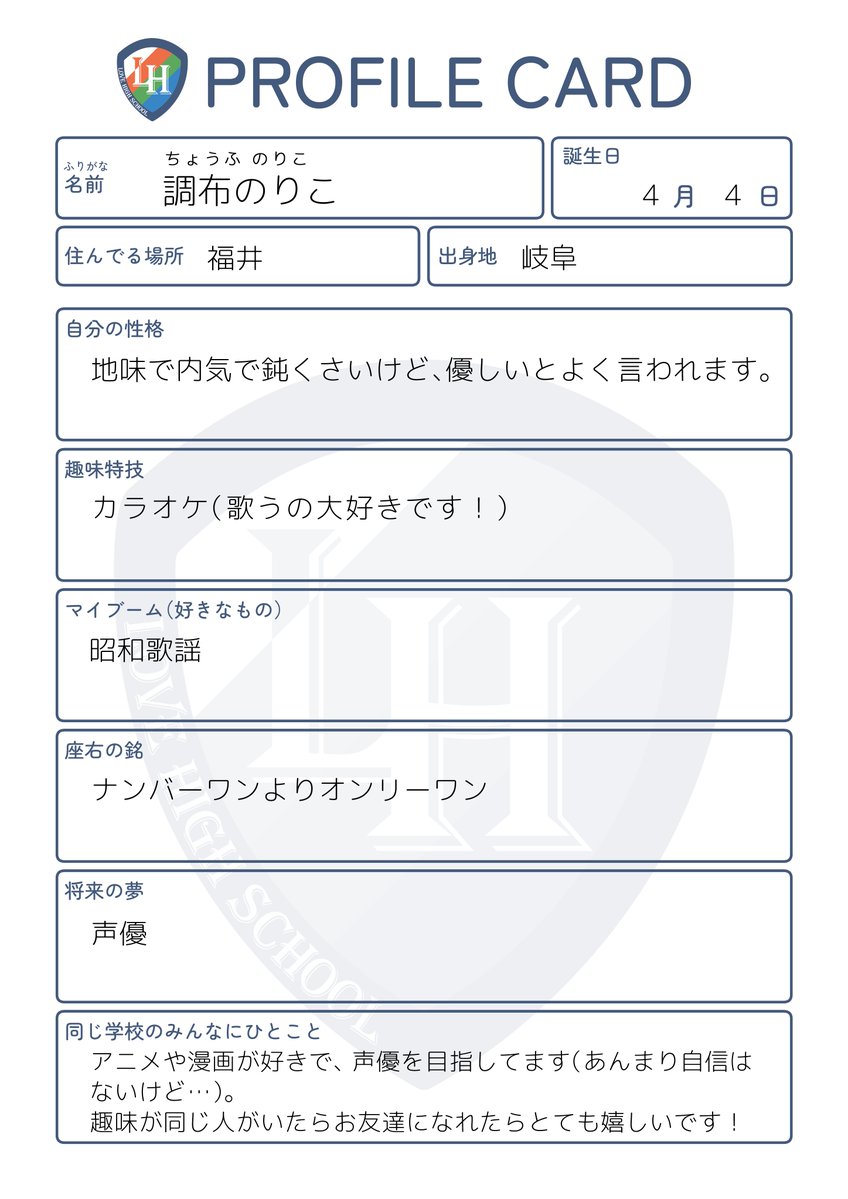 LH
LOVE HIGH SCHOOL
PROFILE CARD
ふりがな
名前
ちょうふ のりこ
調布のりこ
誕生日
4 月 4 日
住んでる場所 福井
出身地 岐阜
自分の性格
地味で内気で鈍くさいけど、優しいとよく言われます。
趣味特技
カラオケ(歌うの大好きです！)
マイブーム(好きなもの)
昭和歌謡
座右の銘
ナンバーワンよりオンリーワン
将来の夢
声優
同じ学校のみんなにひとこと
アニメや漫画が好きで、声優を目指してます(あんまり自信は
ないけど…)。
趣味が同じ人がいたらお友達になれたらとても嬉しいです！
LH
LOVE HIGH SCHOOL